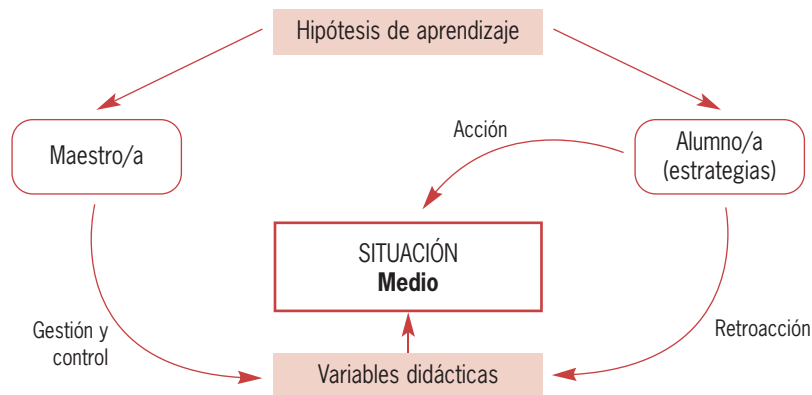 Hipótesis de aprendizaje
Maestro/a
Acción
Alumno/a
(estrategias)
SITUACIÓN
Medio
Gestión y
control
Retroacción
Variables didácticas